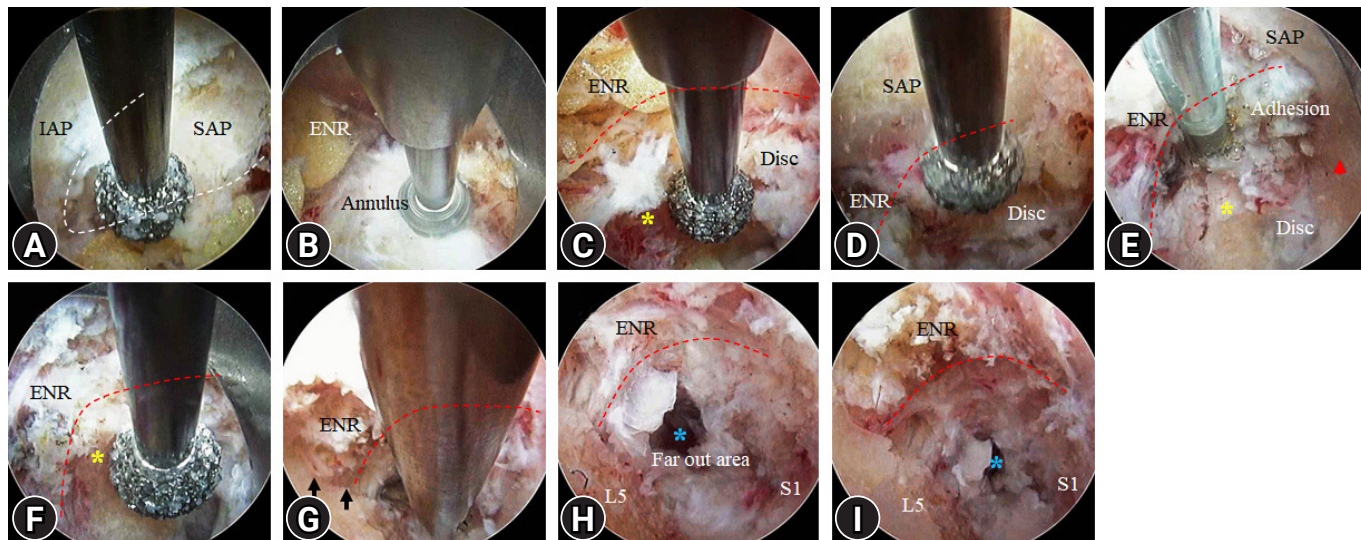 IAP
SAP
A
ENR
Annulus
B
ENR
Disc
*
C
SAP
ENR
Disc
D
SAP
ENR
Adhesion
*
Disc
E
ENR
*
F
ENR
G
ENR
*
Far out area
L5
S1
H
ENR
*
L5
S1
I